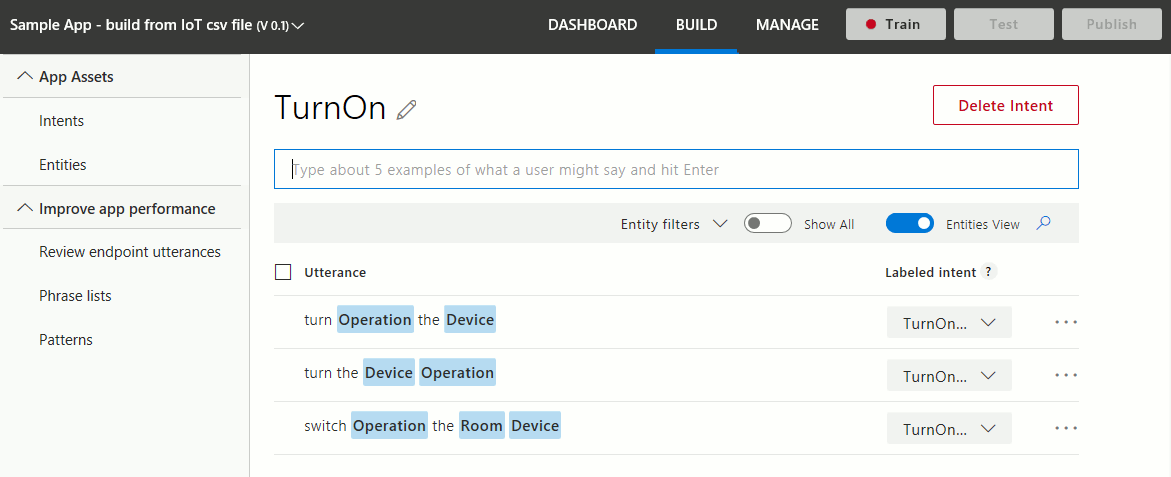 Sample App - build from IoT csv file (V 0.1) DASHBOARD BUILD MANAGE Train Test Publish
App Assets
Intents
Entities
Improve app performance
Review endpoint utterances
Phrase lists
Patterns
TurnOn
Delete Intent
Type about 5 examples of what a user might say and hit Enter
Entity filters Show All Entities View
Utterance Labeled intent ?
turn Operation the Device TurnOn... ...
turn the Device Operation TurnOn... ...
switch Operation the Room Device TurnOn... ...